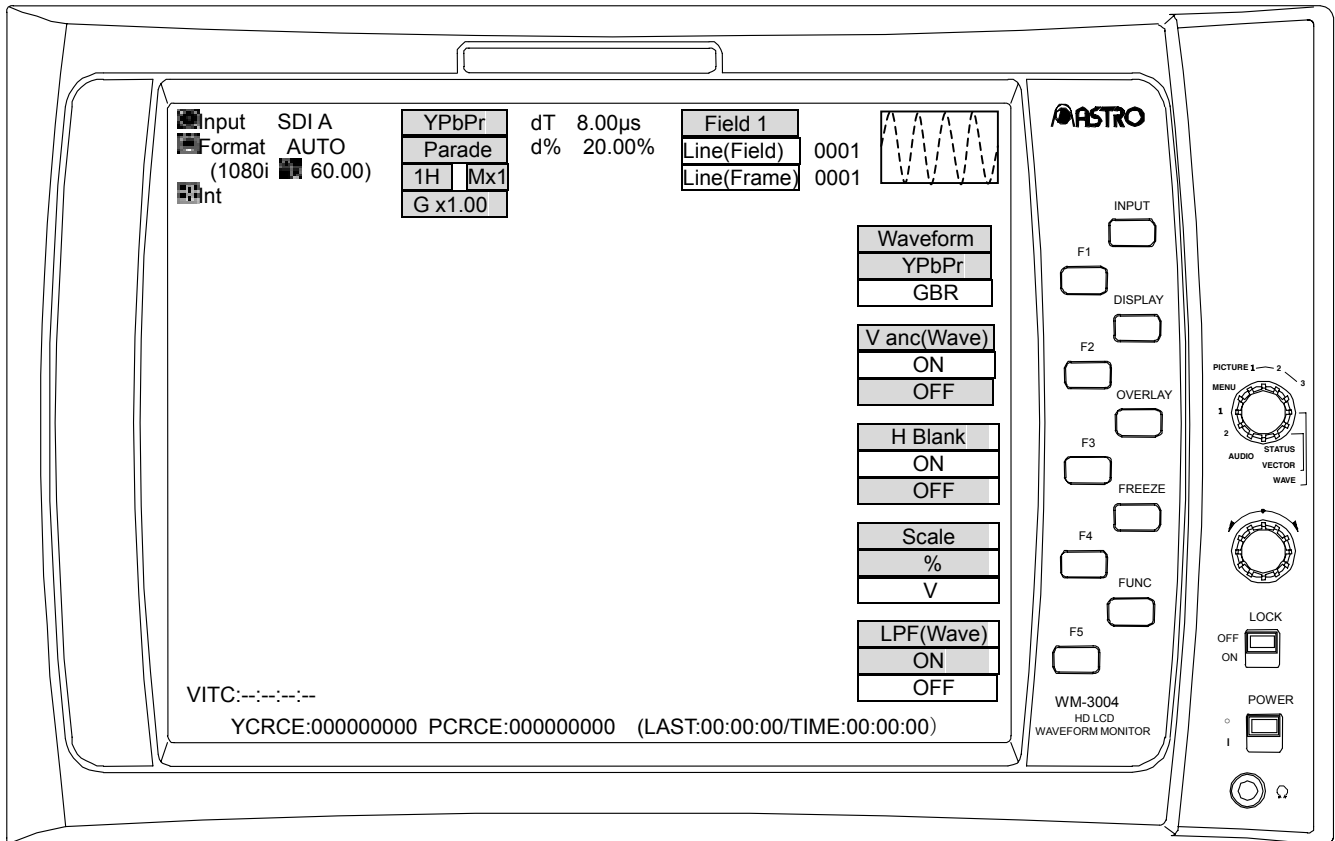 Input SDI A
Format AUTO
(1080i 60.00)
Int
YPbPr
Parade
1H Mx1
G x1.00
dT 8.00µs
d% 20.00%
Field 1
Line(Field) 0001
Line(Frame) 0001
Waveform
YPbPr
GBR
V anc(Wave)
ON
OFF
H Blank
ON
OFF
Scale
%
V
LPF(Wave)
ON
OFF
VITC:--:--:--:--
YCRCE:000000000 PCRCE:000000000 (LAST:00:00:00/TIME:00:00:00)
ASTRO
INPUT
F1
DISPLAY
F2
OVERLAY
F3
FREEZE
F4
FUNC
F5
WM-3004
HD LCD
WAVEFORM MONITOR
PICTURE 1 2 3
MENU
1
2
AUDIO
STATUS
VECTOR
WAVE
LOCK
OFF
ON
POWER
I